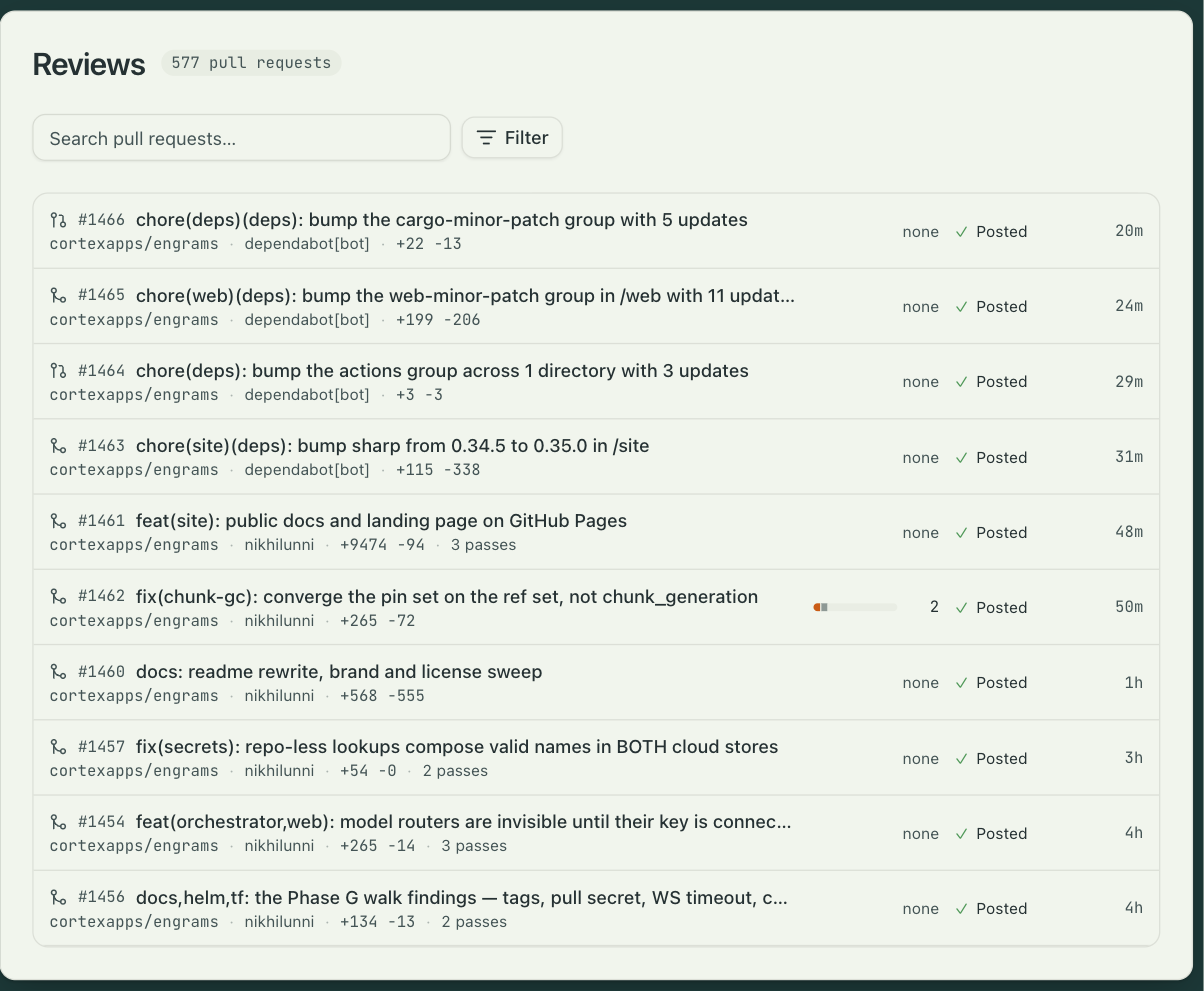 Reviews 577 pull requests
Search pull requests... Filter
#1466 chore(deps)(deps): bump the cargo-minor-patch group with 5 updates
cortexapps/engrams · dependabot[bot] · +22 -13
none ✓ Posted 20m
#1465 chore(web)(deps): bump the web-minor-patch group in /web with 11 updat...
cortexapps/engrams · dependabot[bot] · +199 -206
none ✓ Posted 24m
#1464 chore(deps): bump the actions group across 1 directory with 3 updates
cortexapps/engrams · dependabot[bot] · +3 -3
none ✓ Posted 29m
#1463 chore(site)(deps): bump sharp from 0.34.5 to 0.35.0 in /site
cortexapps/engrams · dependabot[bot] · +115 -338
none ✓ Posted 31m
#1461 feat(site): public docs and landing page on GitHub Pages
cortexapps/engrams · nikhilunni · +9474 -94 · 3 passes
none ✓ Posted 48m
#1462 fix(chunk-gc): converge the pin set on the ref set, not chunk_generation
cortexapps/engrams · nikhilunni · +265 -72
2 ✓ Posted 50m
#1460 docs: readme rewrite, brand and license sweep
cortexapps/engrams · nikhilunni · +568 -555
none ✓ Posted 1h
#1457 fix(secrets): repo-less lookups compose valid names in BOTH cloud stores
cortexapps/engrams · nikhilunni · +54 -0 · 2 passes
none ✓ Posted 3h
#1454 feat(orchestrator,web): model routers are invisible until their key is connec...
cortexapps/engrams · nikhilunni · +265 -14 · 3 passes
none ✓ Posted 4h
#1456 docs,helm,tf: the Phase G walk findings — tags, pull secret, WS timeout, c...
cortexapps/engrams · nikhilunni · +134 -13 · 2 passes
none ✓ Posted 4h